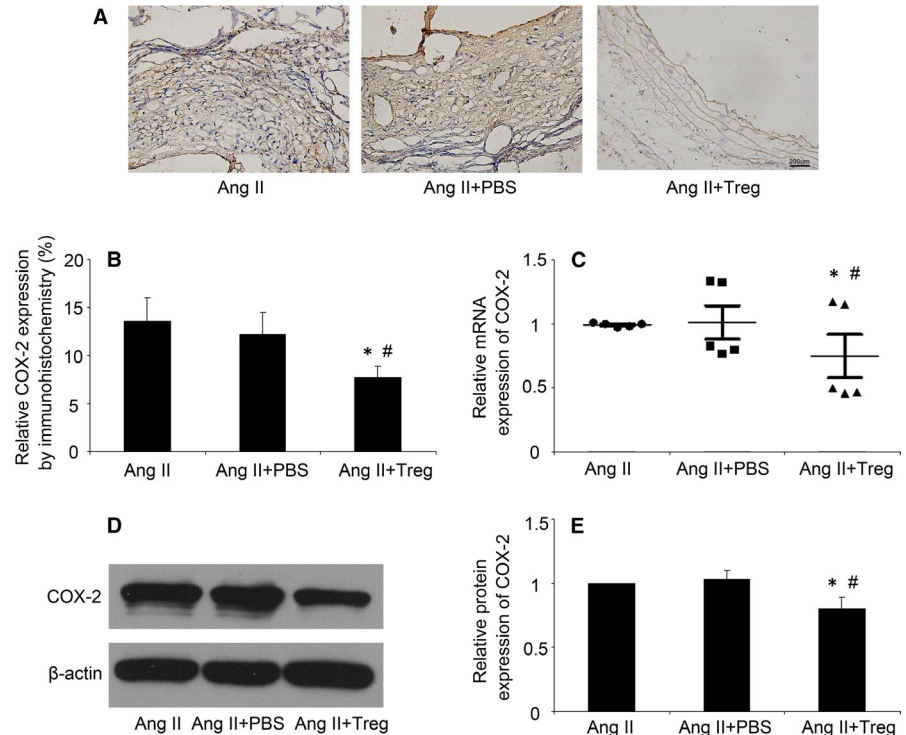 A
200um
Ang II
Ang II+PBS
Ang II+Treg
B
Relative COX-2 expression
by immunohistochemistry (%)
20
15
10
5
0
* #
Ang II
Ang II+PBS
Ang II+Treg
C
Relative mRNA
expression of COX-2
1.5
1
0.5
0
* #
Ang II
Ang II+PBS
Ang II+Treg
D
COX-2
β-actin
Ang II
Ang II+PBS
Ang II+Treg
E
Relative protein
expression of COX-2
1.5
1
0.5
0
* #
Ang II
Ang II+PBS
Ang II+Treg